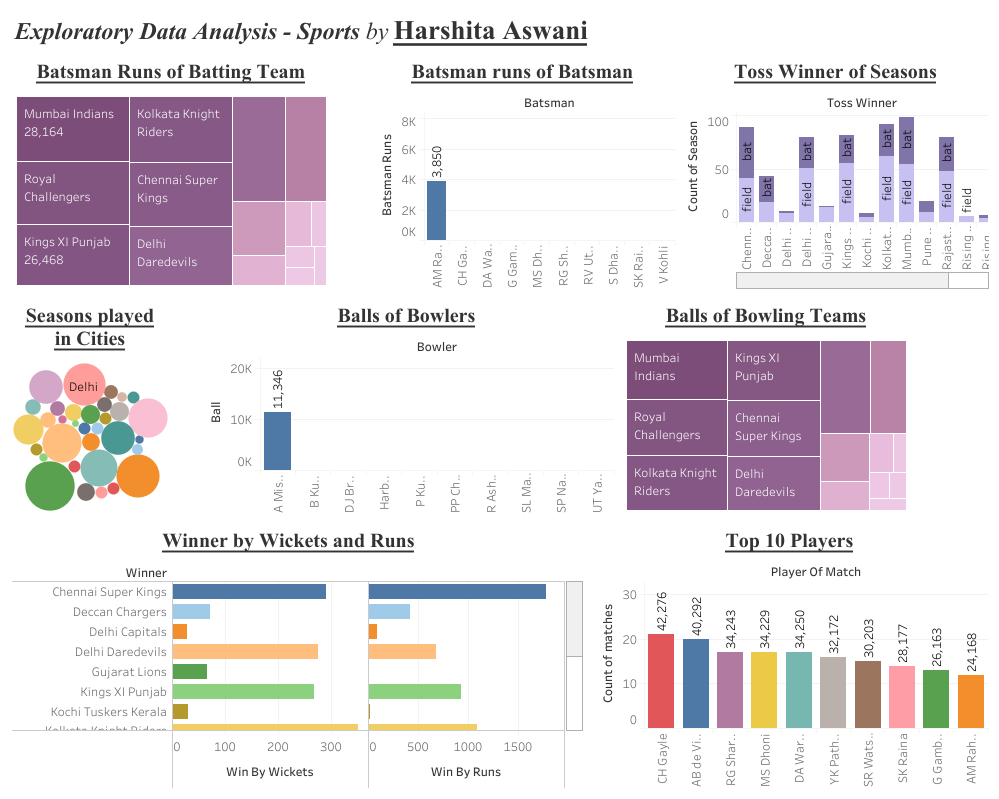 Exploratory Data Analysis - Sports by Harshita Aswani
Batsman Runs of Batting Team
Mumbai Indians
28,164
Royal
Challengers
Kings XI Punjab
26,468
Kolkata Knight
Riders
Chennai Super
Kings
Delhi
Daredevils
Batsman runs of Batsman
Batsman
Batsman Runs
8K
6K
4K
2K
0K
3,850
AM Ra..
CH Ga..
DA Wa..
G Gam..
MS Dh..
RG Sh..
RV Ut..
S Dha..
SK Rai..
V Kohli
Toss Winner of Seasons
Toss Winner
Count of Season
100
50
0
field
bat
bat
field
bat
field
bat
field
bat
field
bat
field
bat
field
Chenn..
Decca..
Delhi ..
Delhi ..
Gujara..
Kings ..
Kochi ..
Kolkat..
Mumb..
Pune ..
Rajast..
Rising ..
Rising
Seasons played
in Cities
Delhi
Balls of Bowlers
Bowler
Ball
20K
10K
0K
11,346
A Mis..
B Ku..
DJ Br..
Harb..
P Ku..
PP Ch..
R Ash..
SL Ma..
SP Na..
UT Ya..
Balls of Bowling Teams
Mumbai
Indians
Royal
Challengers
Kolkata Knight
Riders
Kings XI
Punjab
Chennai
Super Kings
Delhi
Daredevils
Winner by Wickets and Runs
Winner
Chennai Super Kings
Deccan Chargers
Delhi Capitals
Delhi Daredevils
Gujarat Lions
Kings XI Punjab
Kochi Tuskers Kerala
Kolkata Knight Riders
0 100 200 300
Win By Wickets
0 500 1000 1500
Win By Runs
Top 10 Players
Player Of Match
Count of matches
30
20
10
0
42,276
40,292
34,243
34,229
34,250
32,172
30,203
28,177
26,163
24,168
CH Gayle
AB de Vi..
RG Shar..
MS Dhoni
DA War..
YK Path..
SR Wats..
SK Raina
G Gamb..
AM Rah..